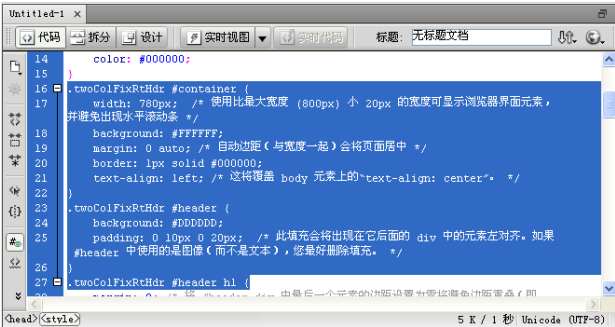 Untitled-1 ×
代码 拆分 设计 实时视图 实时代码 标题: 无标题文档
14 color: #000000;
15 }
16 .twoColFixRtHdr #container {
17 width: 780px; /* 使用比最大宽度 (800px) 小 20px 的宽度可显示浏览器界面元素,
并避免出现水平滚动条 */
18 background: #FFFFFF;
19 margin: 0 auto; /* 自动边距(与宽度一起)会将页面居中 */
20 border: 1px solid #000000;
21 text-align: left; /* 这将覆盖 body 元素上的“text-align: center”。 */
22 }
23 .twoColFixRtHdr #header {
24 background: #DDDDDD;
25 padding: 0 10px 0 20px; /* 此填充会将出现在它后面的 div 中的元素左对齐。如果
#header 中使用的是图像(而不是文本),您最好删除填充。 */
26 }
27 .twoColFixRtHdr #header h1 {
<head> <style> 5 K / 1 秒 Unicode (UTF-8)